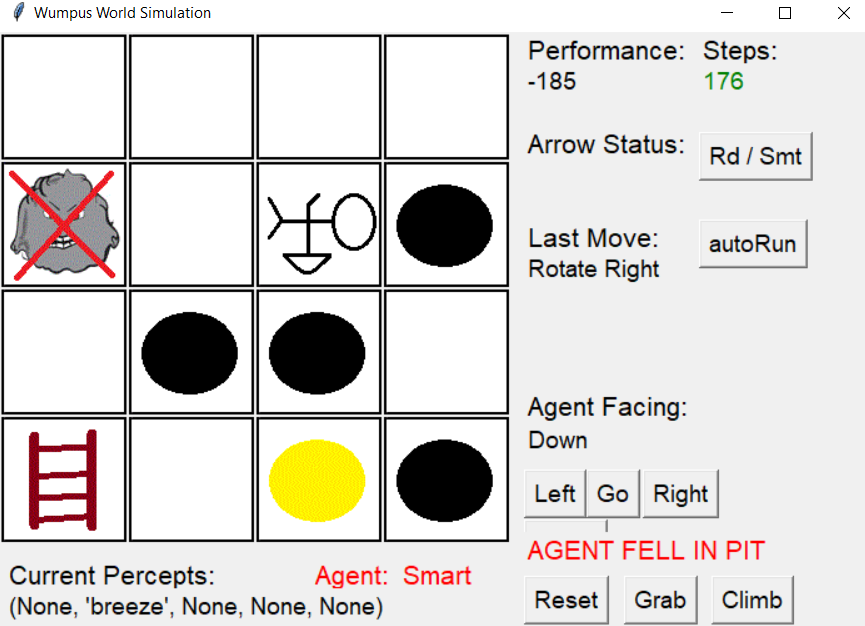 Wumpus World Simulation
Performance: Steps:
-185 176
Arrow Status: Rd / Smt
Last Move: autoRun
Rotate Right
Agent Facing:
Down
Left Go Right
AGENT FELL IN PIT
Current Percepts: Agent: Smart
(None, 'breeze', None, None, None)
Reset Grab Climb